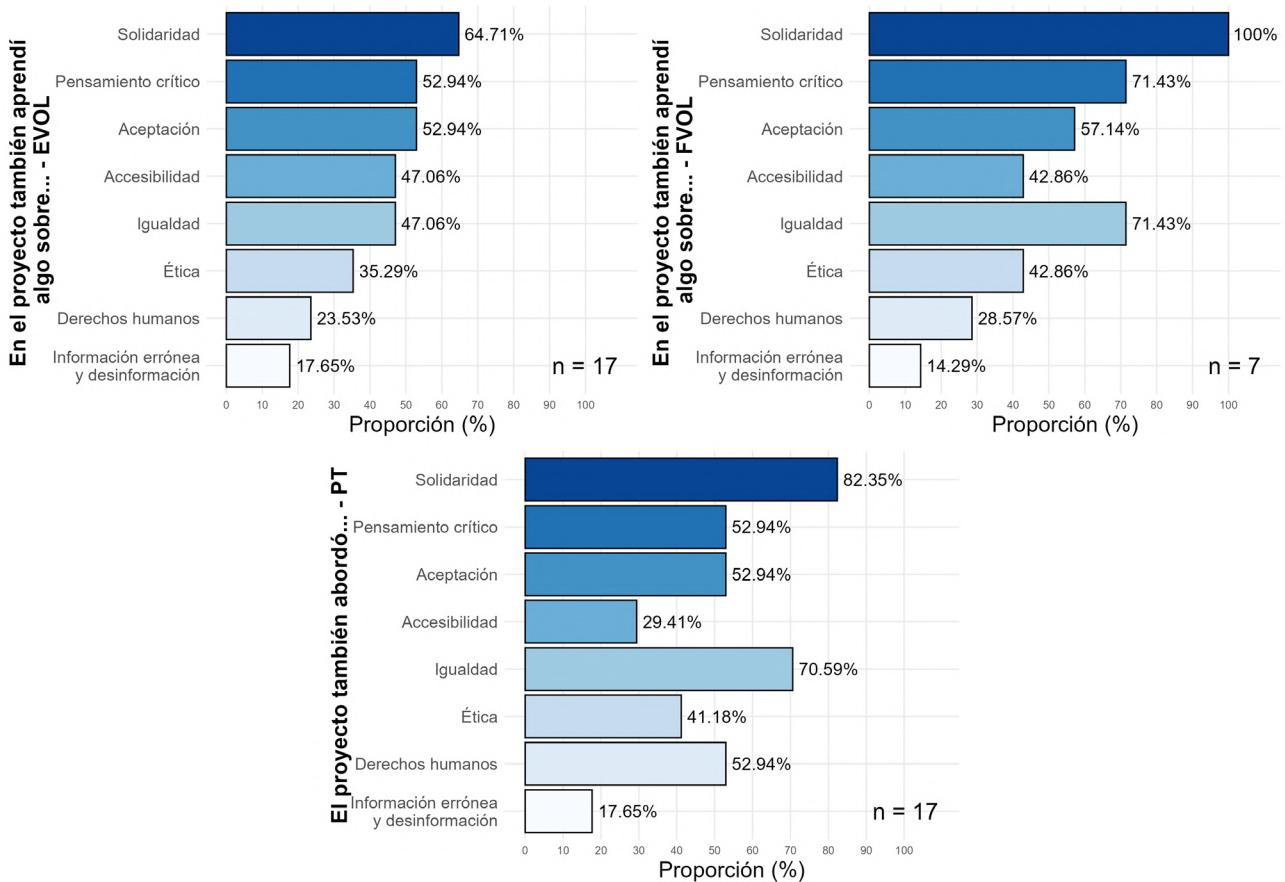 En el proyecto también aprendí
algo sobre... - EVOL
Solidaridad
64.71%
Pensamiento crítico
52.94%
Aceptación
52.94%
Accesibilidad
47.06%
Igualdad
47.06%
Ética
35.29%
Derechos humanos
23.53%
Información errónea
y desinformación
17.65%
n = 17
0 10 20 30 40 50 60 70 80 90 100
Proporción (%)
En el proyecto también aprendí
algo sobre... - FVOL
Solidaridad
100%
Pensamiento crítico
71.43%
Aceptación
57.14%
Accesibilidad
42.86%
Igualdad
71.43%
Ética
42.86%
Derechos humanos
28.57%
Información errónea
y desinformación
14.29%
n = 7
0 10 20 30 40 50 60 70 80 90 100
Proporción (%)
El proyecto también abordó... - PT
Solidaridad
82.35%
Pensamiento crítico
52.94%
Aceptación
52.94%
Accesibilidad
29.41%
Igualdad
70.59%
Ética
41.18%
Derechos humanos
52.94%
Información errónea
y desinformación
17.65%
n = 17
0 10 20 30 40 50 60 70 80 90 100
Proporción (%)